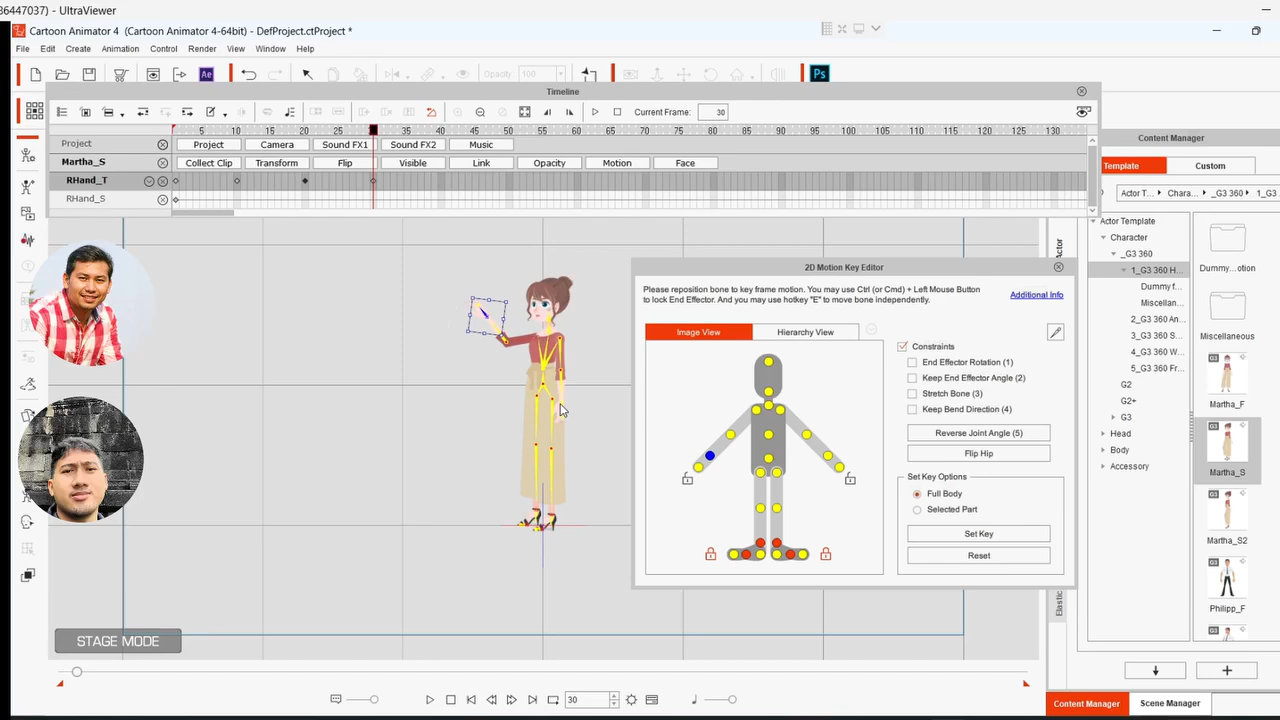 36447037) - UltraViewer
Cartoon Animator 4 (Cartoon Animator 4-64bit) - DefProject.ctProject *
File Edit Create Animation Control Render View Window Help
Ae Opacity 100 Ps
Timeline
Current Frame: 30
5 10 15 20 25 30 35 40 45 50 55 60 65 70 75 80 85 90 95 100 105 110 115 120 125 130
Project Project Camera Sound FX1 Sound FX2 Music
Martha_S Collect Clip Transform Flip Visible Link Opacity Motion Face
RHand_T
RHand_S
Content Manager
Template Custom
Actor T... Chara... _G3 360 1_G3
Actor Template
Character
_G3 360
1_G3 360 H...
Dummy f...
Miscellan...
2_G3 360 An...
3_G3 360 S...
4_G3 360 W...
5_G3 360 Fr...
G2
G2+
G3
Head
Body
Accessory
Dummy...otion
Miscellaneous
G3
Martha_F
G3
Martha_S
G3
Martha_S2
G3
Philipp_F
G3
Actor
Elastic
2D Motion Key Editor
Please reposition bone to key frame motion. You may use Ctrl (or Cmd) + Left Mouse Button
to lock End Effector. And you may use hotkey "E" to move bone independently.
Additional Info
Image View Hierarchy View
Constraints
End Effector Rotation (1)
Keep End Effector Angle (2)
Stretch Bone (3)
Keep Bend Direction (4)
Reverse Joint Angle (5)
Flip Hip
Set Key Options
Full Body
Selected Part
Set Key
Reset
STAGE MODE
30
Content Manager Scene Manager